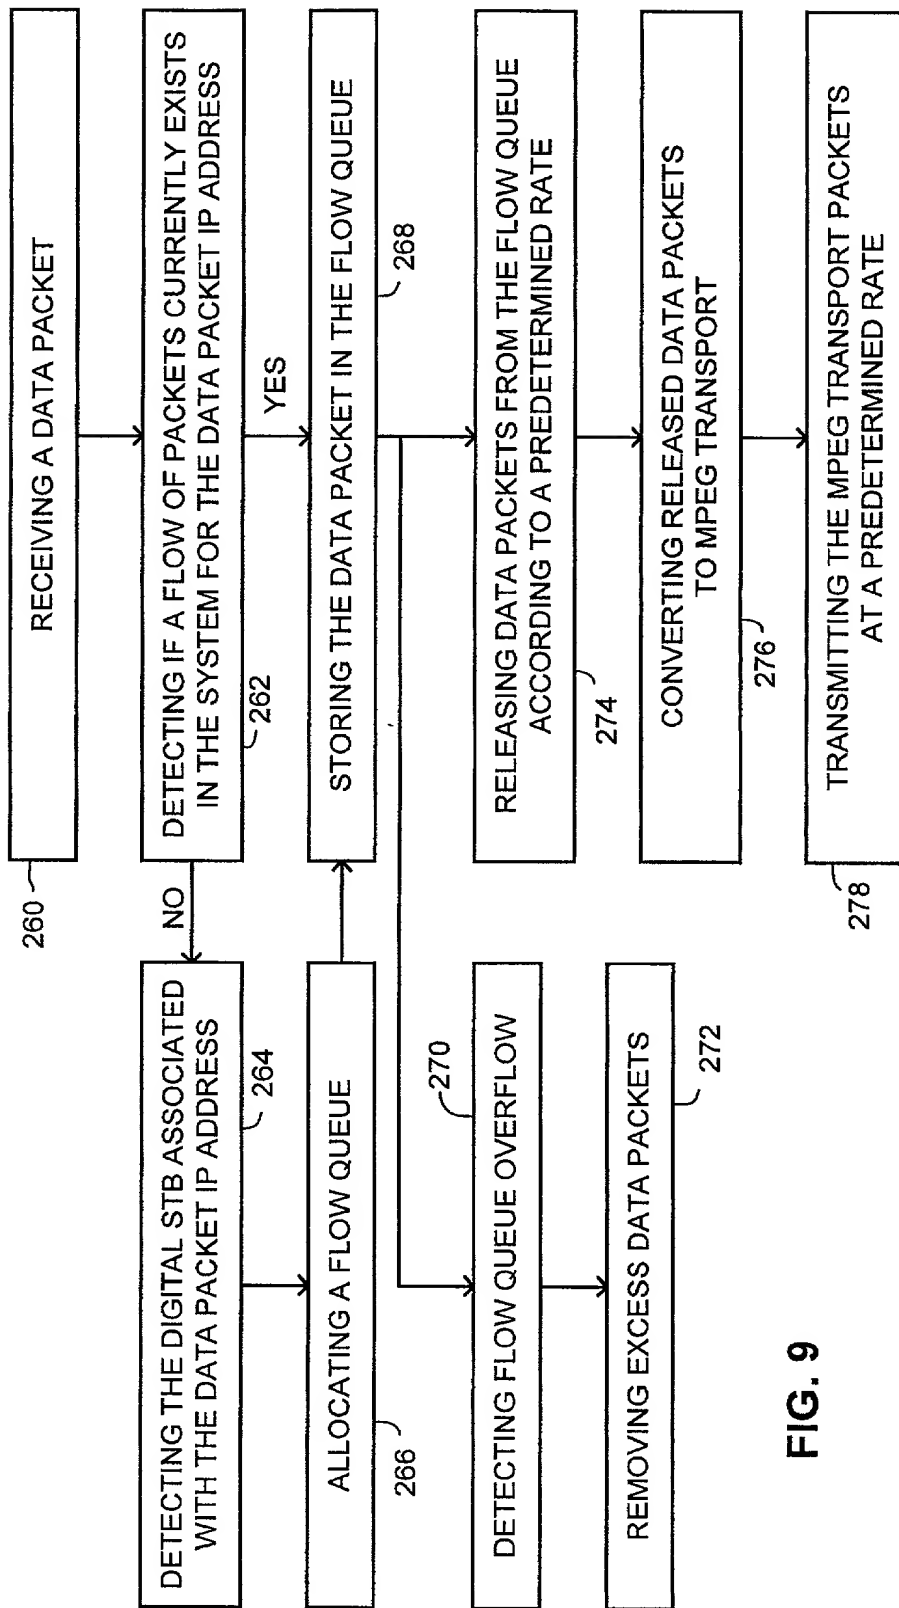 RECEIVING A DATA PACKET
260
DETECTING IF A FLOW OF PACKETS CURRENTLY EXISTS
IN THE SYSTEM FOR THE DATA PACKET IP ADDRESS
262
NO
YES
DETECTING THE DIGITAL STB ASSOCIATED
WITH THE DATA PACKET IP ADDRESS
264
ALLOCATING A FLOW QUEUE
266
STORING THE DATA PACKET IN THE FLOW QUEUE
268
DETECTING FLOW QUEUE OVERFLOW
270
REMOVING EXCESS DATA PACKETS
272
RELEASING DATA PACKETS FROM THE FLOW QUEUE
ACCORDING TO A PREDETERMINED RATE
274
CONVERTING RELEASED DATA PACKETS
TO MPEG TRANSPORT
276
TRANSMITTING THE MPEG TRANSPORT PACKETS
AT A PREDETERMINED RATE
278
FIG. 9